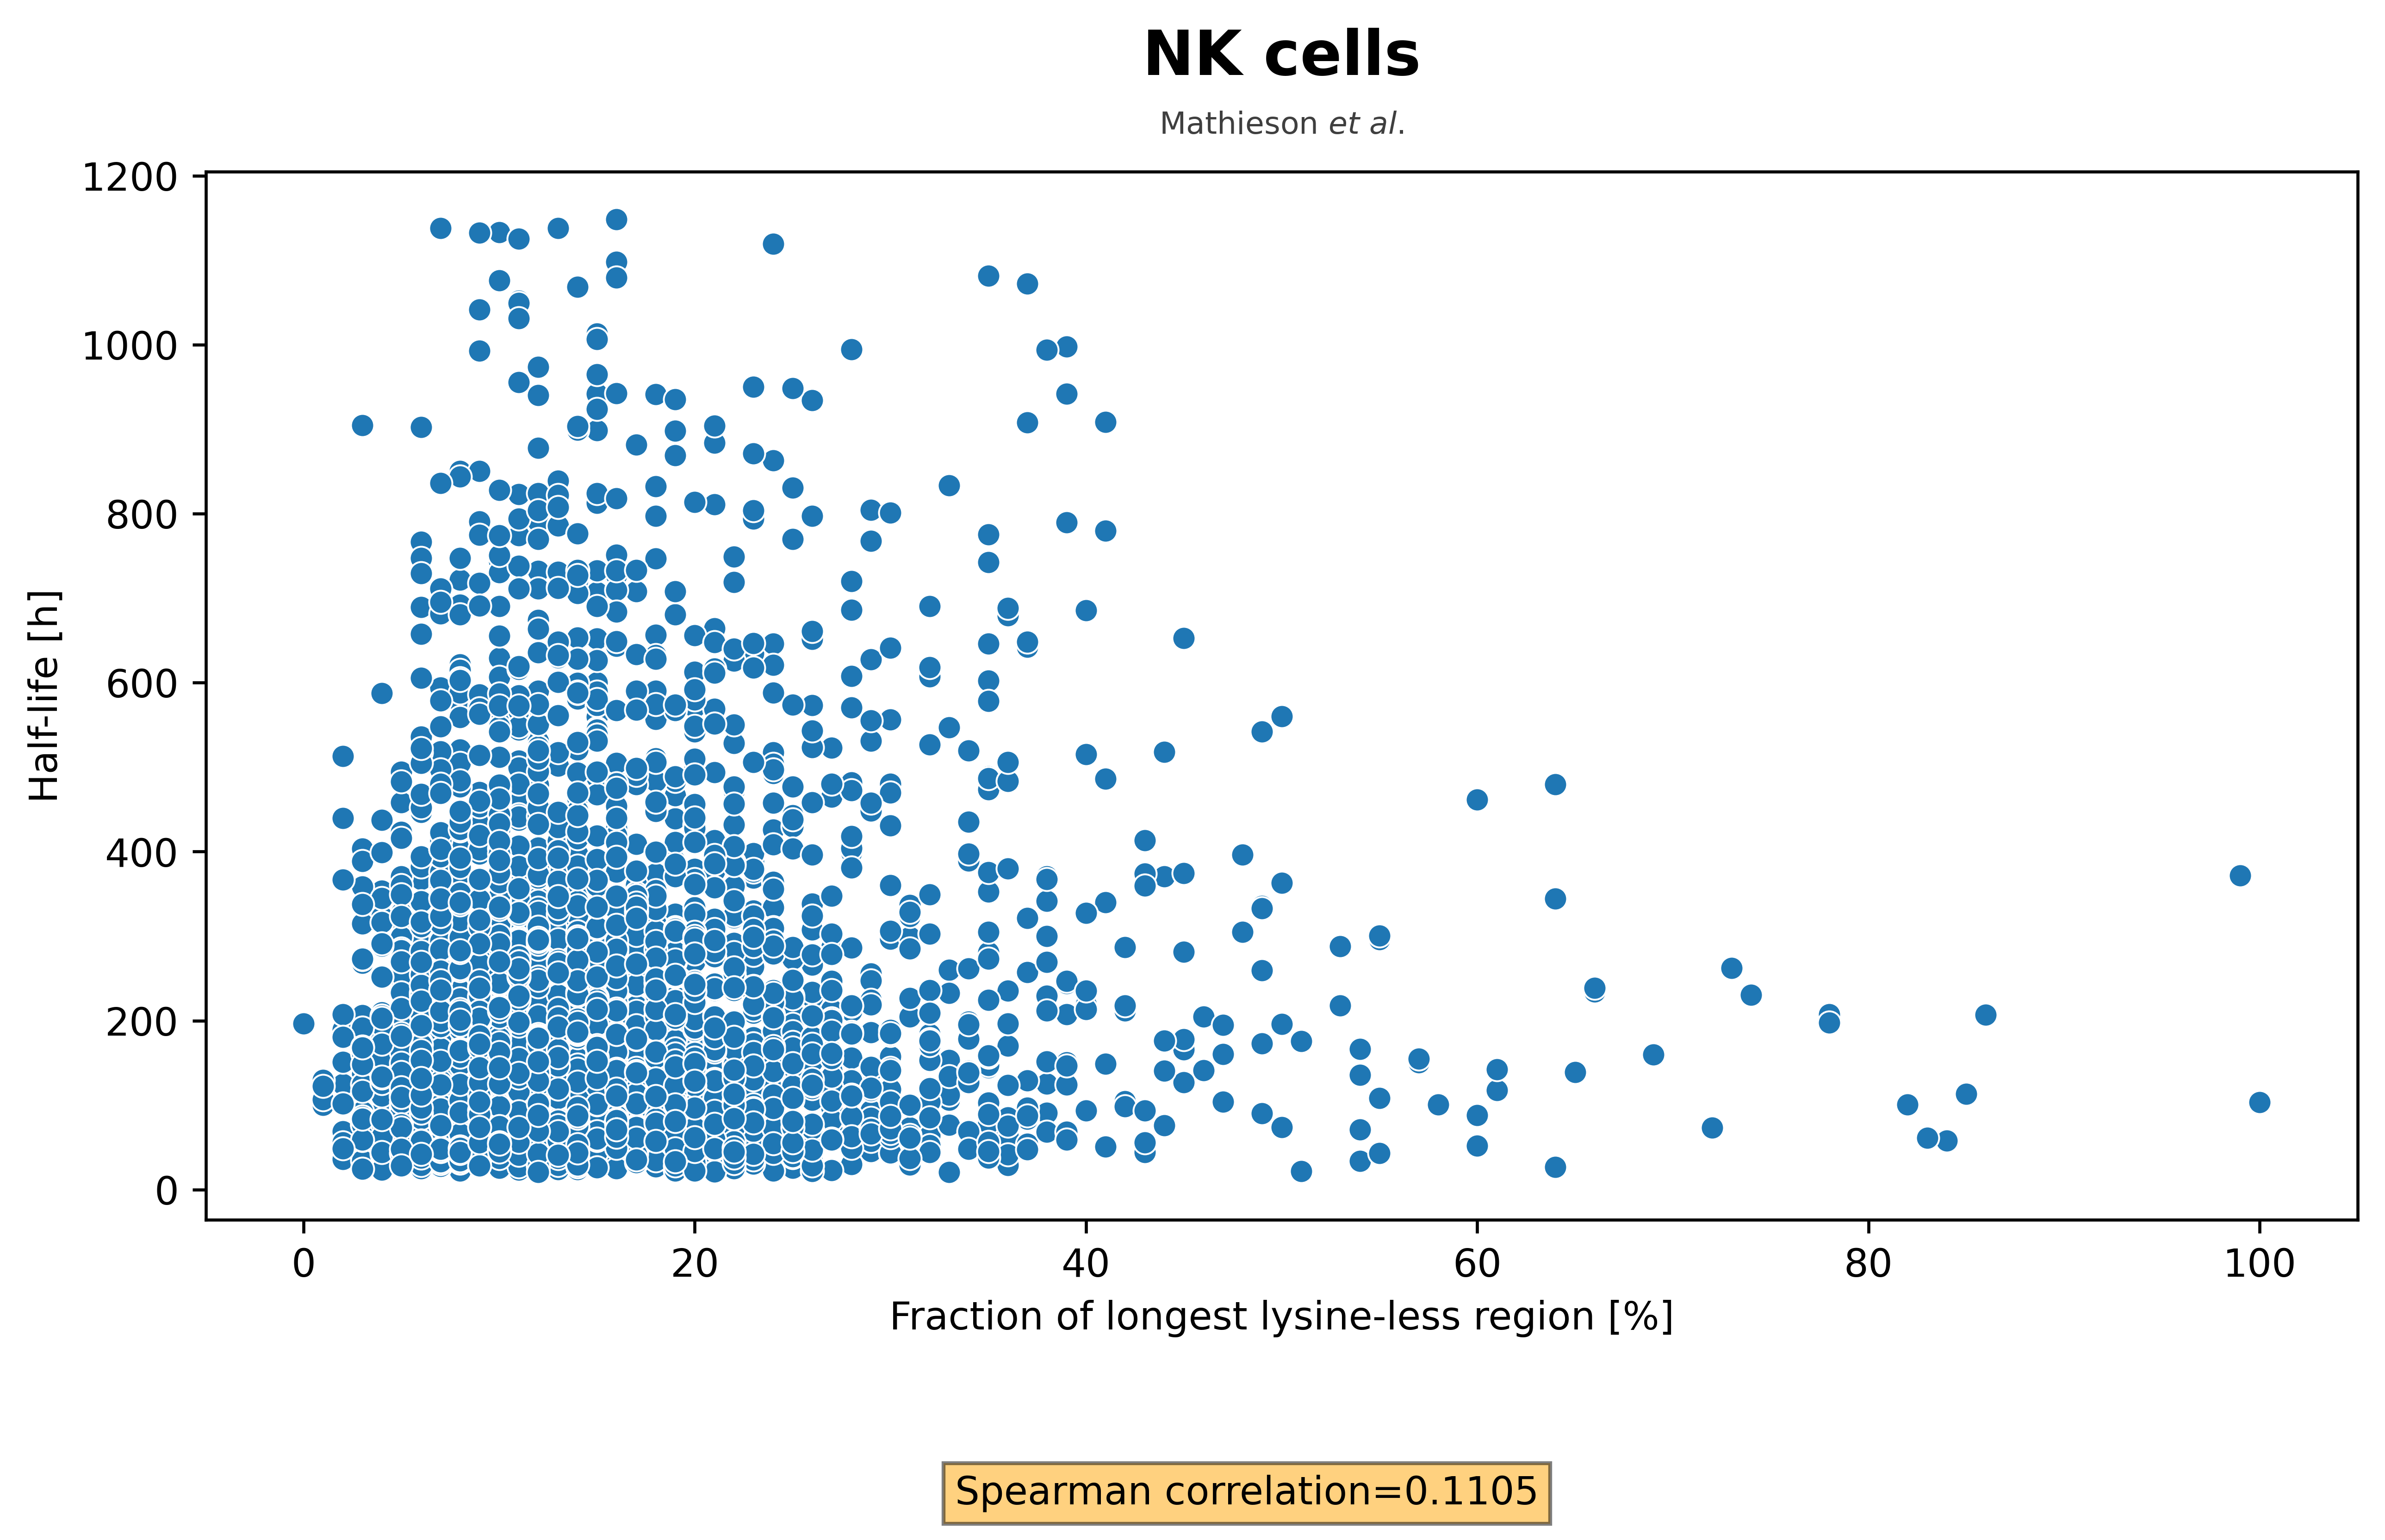 NK cells
Mathieson et al.
1200
1000
800
600
400
200
0
Half-life [h]
0 20 40 60 80 100
Fraction of longest lysine-less region [%]
Spearman correlation=0.1105